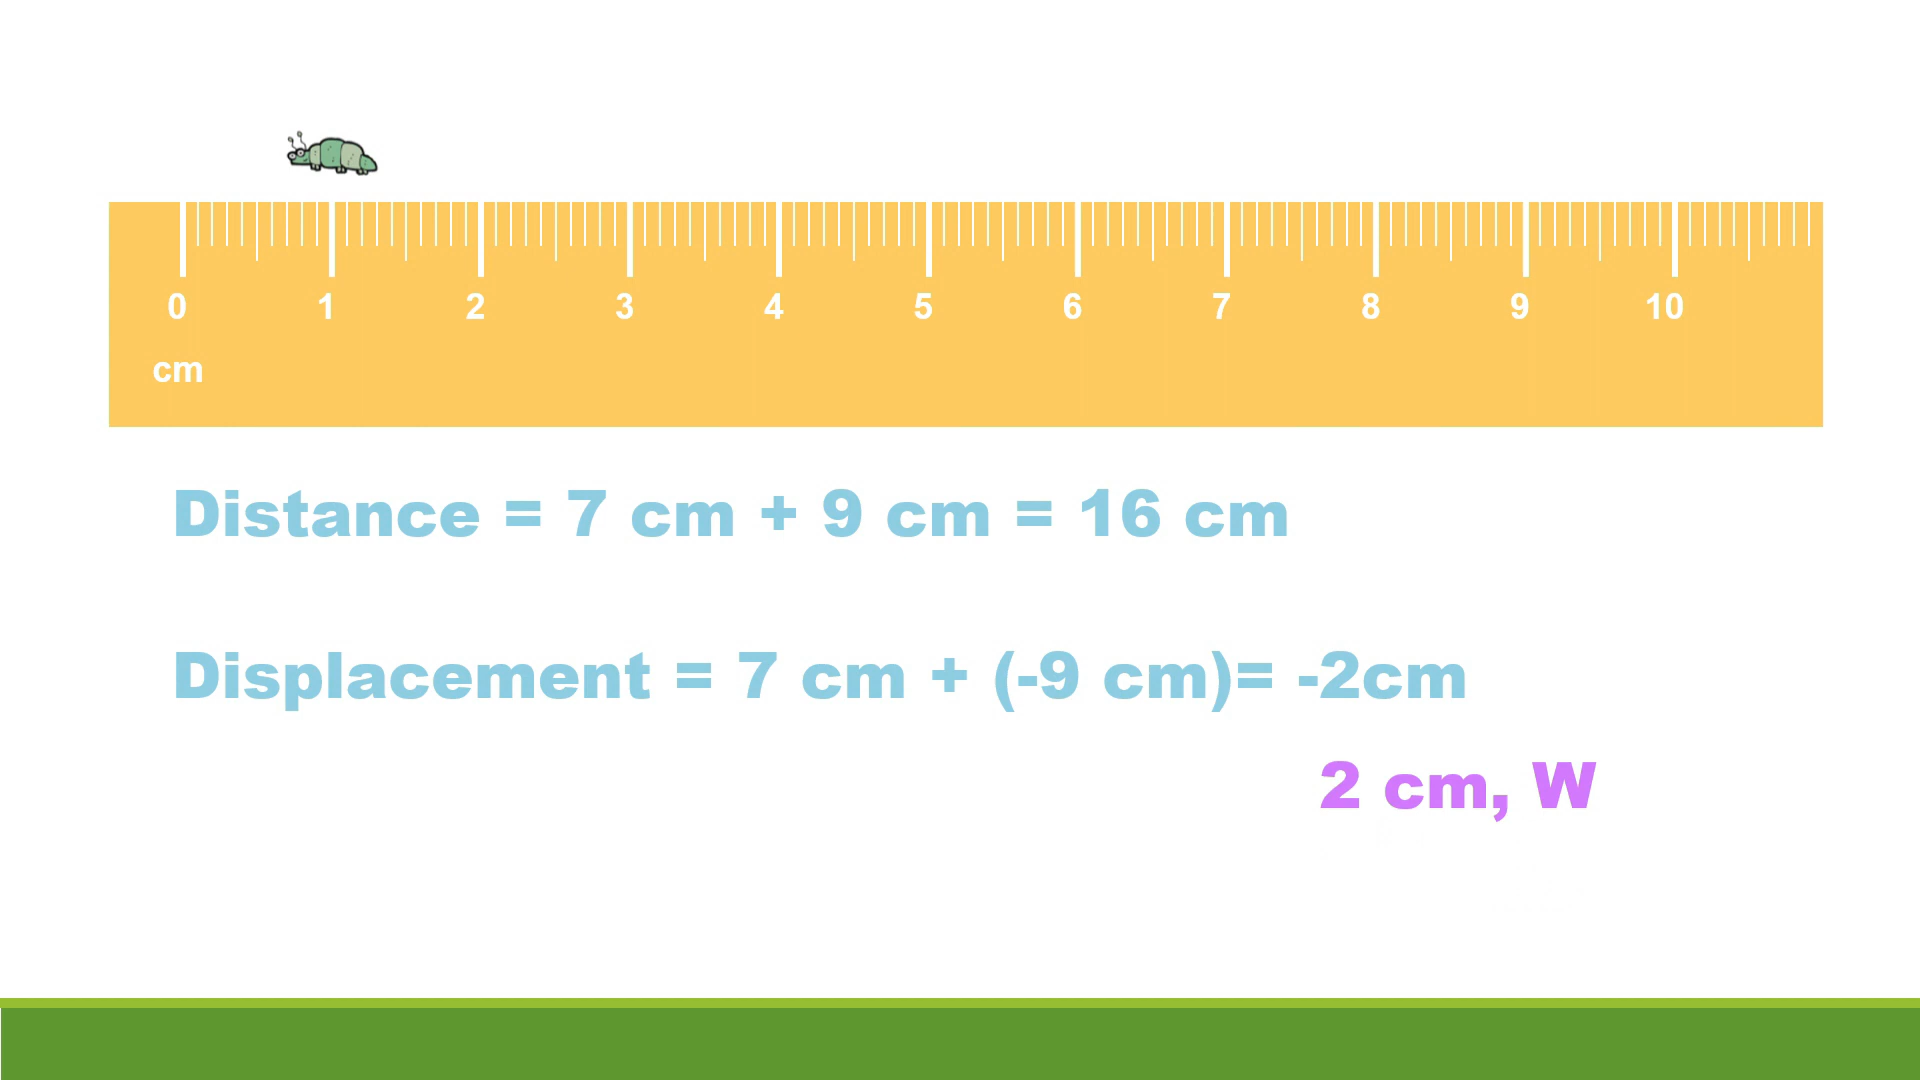 0 1 2 3 4 5 6 7 8 9 10
cm
Distance = 7 cm + 9 cm = 16 cm
Displacement = 7 cm + (-9 cm)= -2cm
2 cm, W